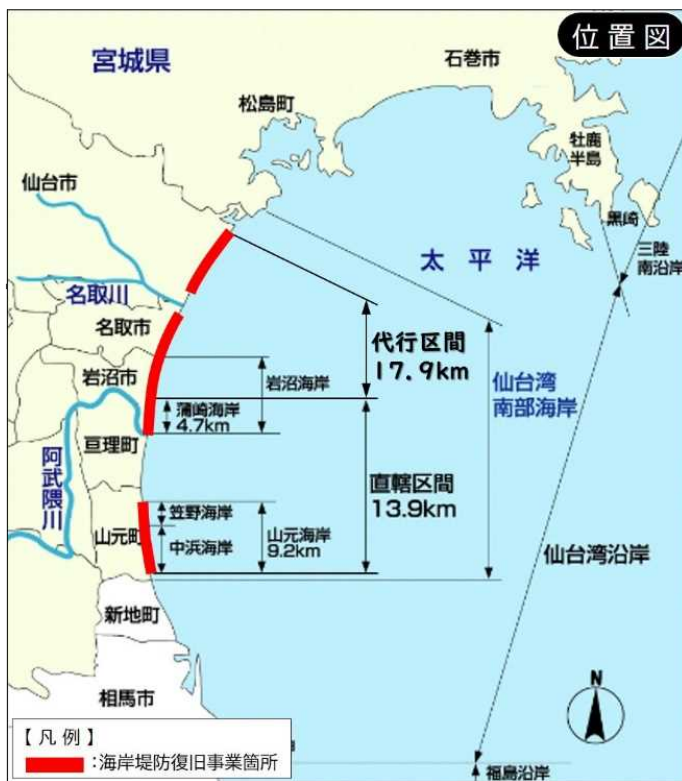 位置図
宮城県
石巻市
松島町
牡鹿
半島
仙台市
黒崎
三陸
南沿岸
太平洋
名取川
名取市
代行区間
17.9km
岩沼海岸
岩沼市
仙台湾
南部海岸
蒲崎海岸
4.7km
亘理町
阿武隈川
直轄区間
13.9km
笠野海岸
山元海岸
9.2km
山元町
中浜海岸
仙台湾沿岸
新地町
相馬市
N
【凡例】
:海岸堤防復旧事業箇所
福島沿岸